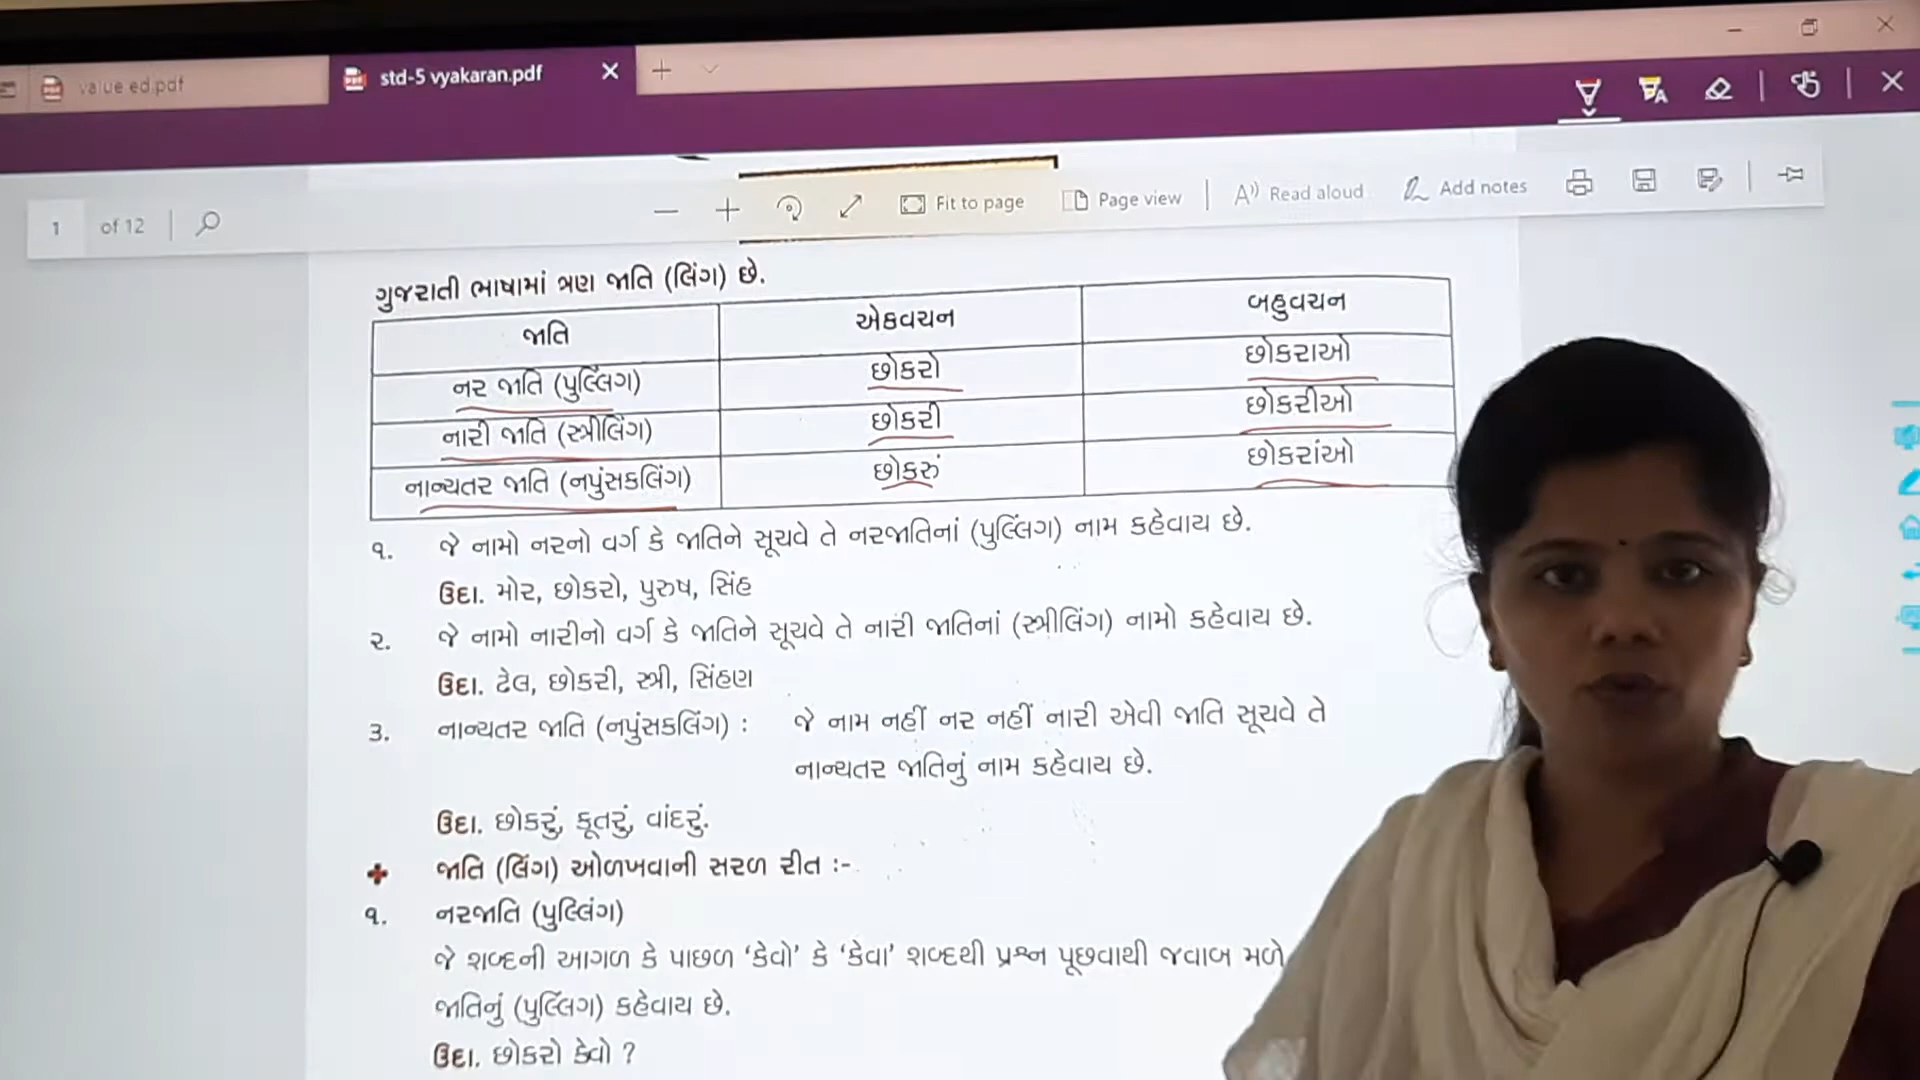 value ed.pdf
std-5 vyakaran.pdf
1 of 12
Fit to page
Page view
Read aloud
Add notes
ગુજરાતી ભાષામાં ત્રણ જાતિ (લિંગ) છે.
જાતિ એકવચન બહુવચન
નર જાતિ (પુલ્લિંગ) છોકરો છોકરાઓ
નારી જાતિ (સ્ત્રીલિંગ) છોકરી છોકરીઓ
નાન્યતર જાતિ (નપુંસકલિંગ) છોકરું છોકરાંઓ
૧. જે નામો નરનો વર્ગ કે જાતિને સૂચવે તે નરજાતિનાં (પુલ્લિંગ) નામ કહેવાય છે.
ઉદા. મોર, છોકરો, પુરુષ, સિંહ
૨. જે નામો નારીનો વર્ગ કે જાતિને સૂચવે તે નારી જાતિનાં (સ્ત્રીલિંગ) નામો કહેવાય છે.
ઉદા. ઢેલ, છોકરી, સ્ત્રી, સિંહણ
૩. નાન્યતર જાતિ (નપુંસકલિંગ) : જે નામ નહીં નર નહીં નારી એવી જાતિ સૂચવે તે
નાન્યતર જાતિનું નામ કહેવાય છે.
ઉદા. છોકરું, કૂતરું, વાંદરું.
+ જાતિ (લિંગ) ઓળખવાની સરળ રીત :-
૧. નરજાતિ (પુલ્લિંગ)
જે શબ્દની આગળ કે પાછળ ‘કેવો’ કે ‘કેવા’ શબ્દથી પ્રશ્ન પૂછવાથી જવાબ મળે
જાતિનું (પુલ્લિંગ) કહેવાય છે.
ઉદા. છોકરો કેવો ?